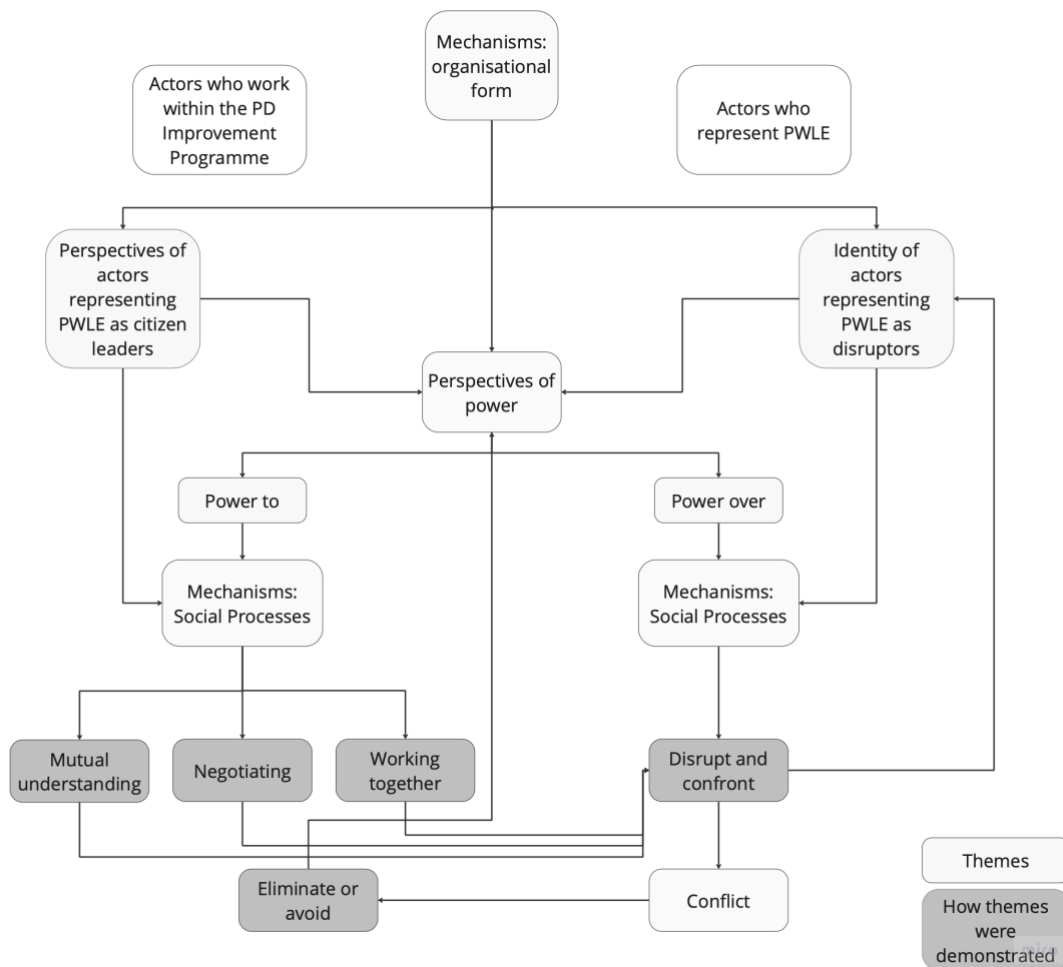 Mechanisms:
organisational
form
Actors who work
within the PD
Improvement
Programme
Actors who
represent PWLE
Perspectives of
actors
representing
PWLE as citizen
leaders
Identity of
actors
representing
PWLE as
disruptors
Perspectives of
power
Power to
Power over
Mechanisms:
Social Processes
Mechanisms:
Social Processes
Mutual
understanding
Negotiating
Working
together
Disrupt and
confront
Eliminate or
avoid
Conflict
Themes
How themes
were
demonstrated
miro